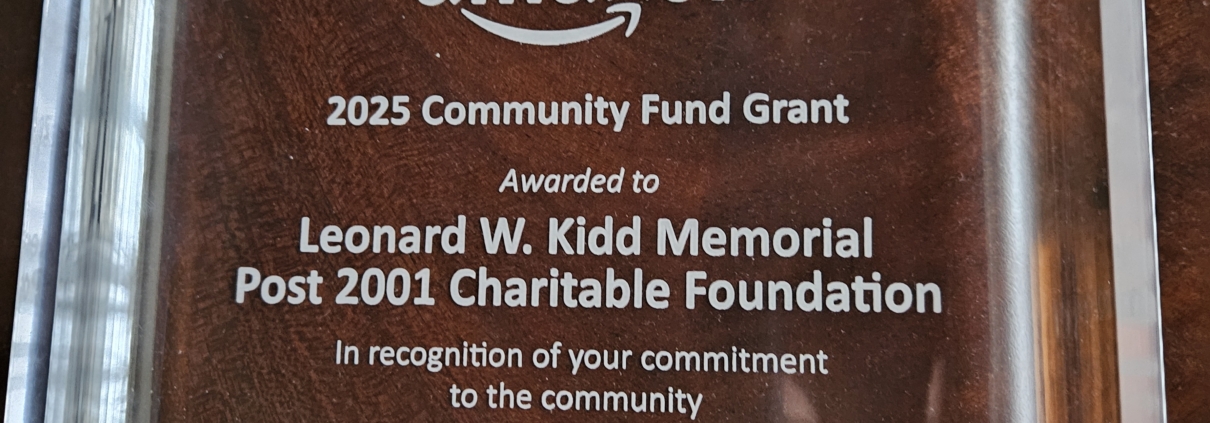 2025 Community Fund Grant
Awarded to
Leonard W. Kidd Memorial
Post 2001 Charitable Foundation
In recognition of your commitment
to the community